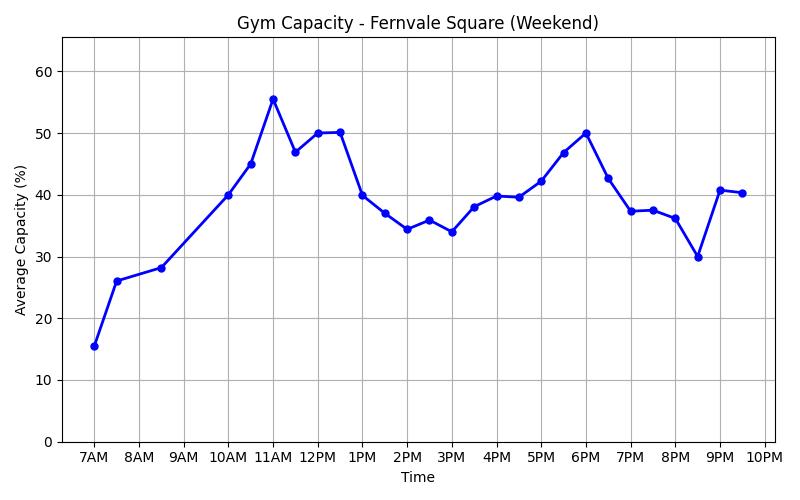 Gym Capacity - Fernvale Square (Weekend)
60
50
40
30
20
10
0
Average Capacity (%)
7AM 8AM 9AM 10AM 11AM 12PM 1PM 2PM 3PM 4PM 5PM 6PM 7PM 8PM 9PM 10PM
Time